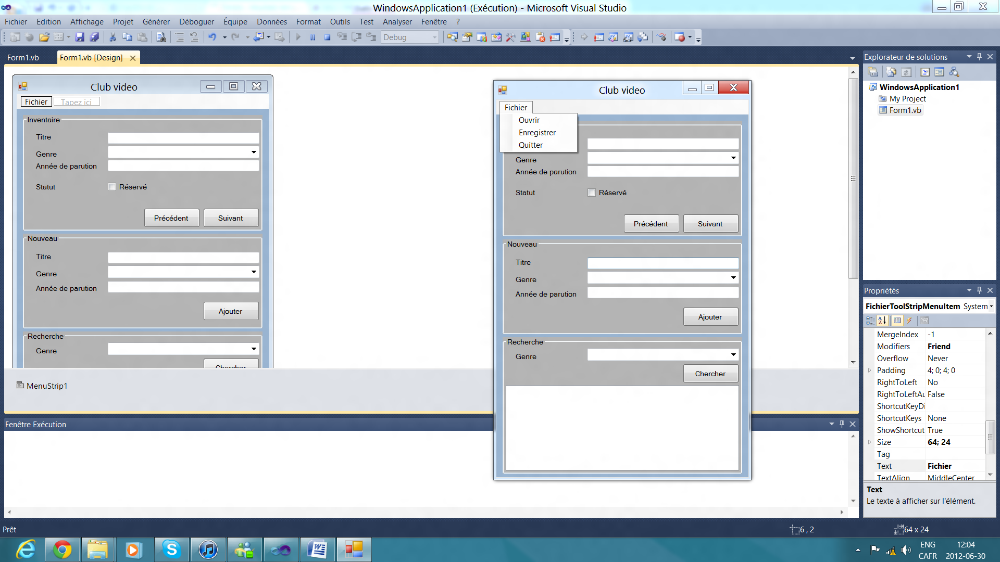 WindowsApplication1 (Exécution) - Microsoft Visual Studio
Fichier Edition Affichage Projet Générer Déboguer Équipe Données Format Outils Test Analyser Fenêtre ?
Debug
Form1.vb Form1.vb [Design]
Club video
Fichier Tapez ici
Inventaire
Titre
Genre
Année de parution
Statut Réservé
Précédent Suivant
Nouveau
Titre
Genre
Année de parution
Ajouter
Recherche
Genre
Chercher
MenuStrip1
Club video
Fichier
Ouvrir
Enregistrer
Quitter
Genre
Année de parution
Statut Réservé
Précédent Suivant
Nouveau
Titre
Genre
Année de parution
Ajouter
Recherche
Genre
Chercher
Fenêtre Exécution
Explorateur de solutions
WindowsApplication1
My Project
Form1.vb
Propriétés
FichierToolStripMenuItem System
MergeIndex -1
Modifiers Friend
Overflow Never
Padding 4; 0; 4; 0
RightToLeft No
RightToLeftAu False
ShortcutKeyDi
ShortcutKeys None
ShowShortcut True
Size 64; 24
Tag
Text Fichier
TextAlign MiddleCenter
Text
Le texte à afficher sur l'élément.
Prêt
6 , 2
64 x 24
ENG
CAFR
12:04
2012-06-30